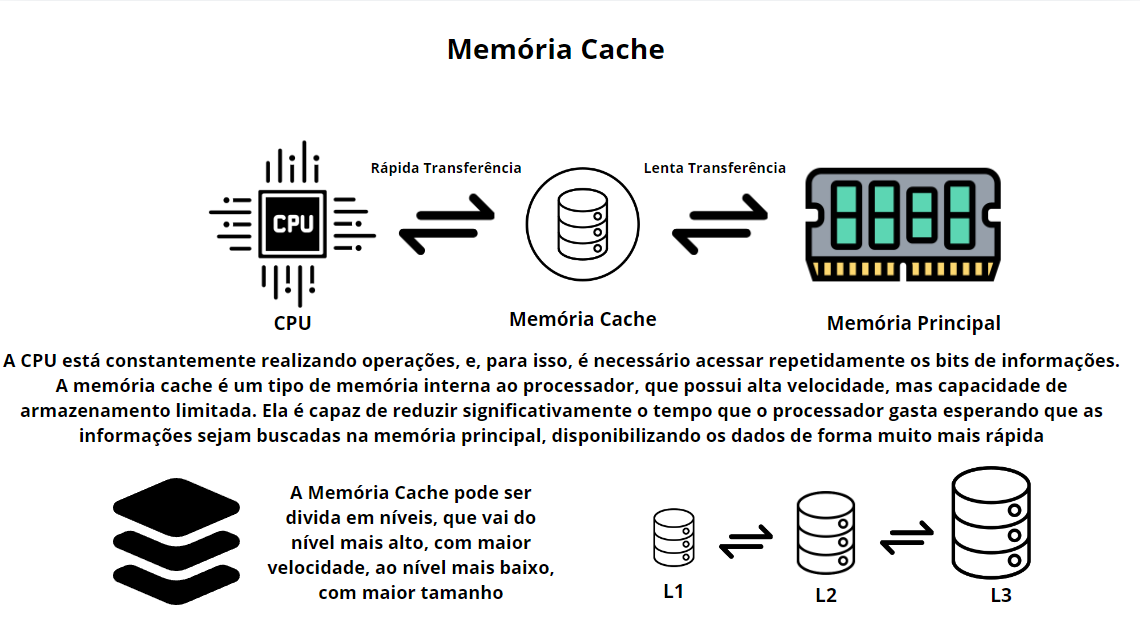 Memória Cache
Rápida Transferência
Lenta Transferência
CPU
CPU
Memória Cache
Memória Principal
A CPU está constantemente realizando operações, e, para isso, é necessário acessar repetidamente os bits de informações.
A memória cache é um tipo de memória interna ao processador, que possui alta velocidade, mas capacidade de
armazenamento limitada. Ela é capaz de reduzir significativamente o tempo que o processador gasta esperando que as
informações sejam buscadas na memória principal, disponibilizando os dados de forma muito mais rápida
A Memória Cache pode ser
divida em níveis, que vai do
nível mais alto, com maior
velocidade, ao nível mais baixo,
com maior tamanho
L1
L2
L3